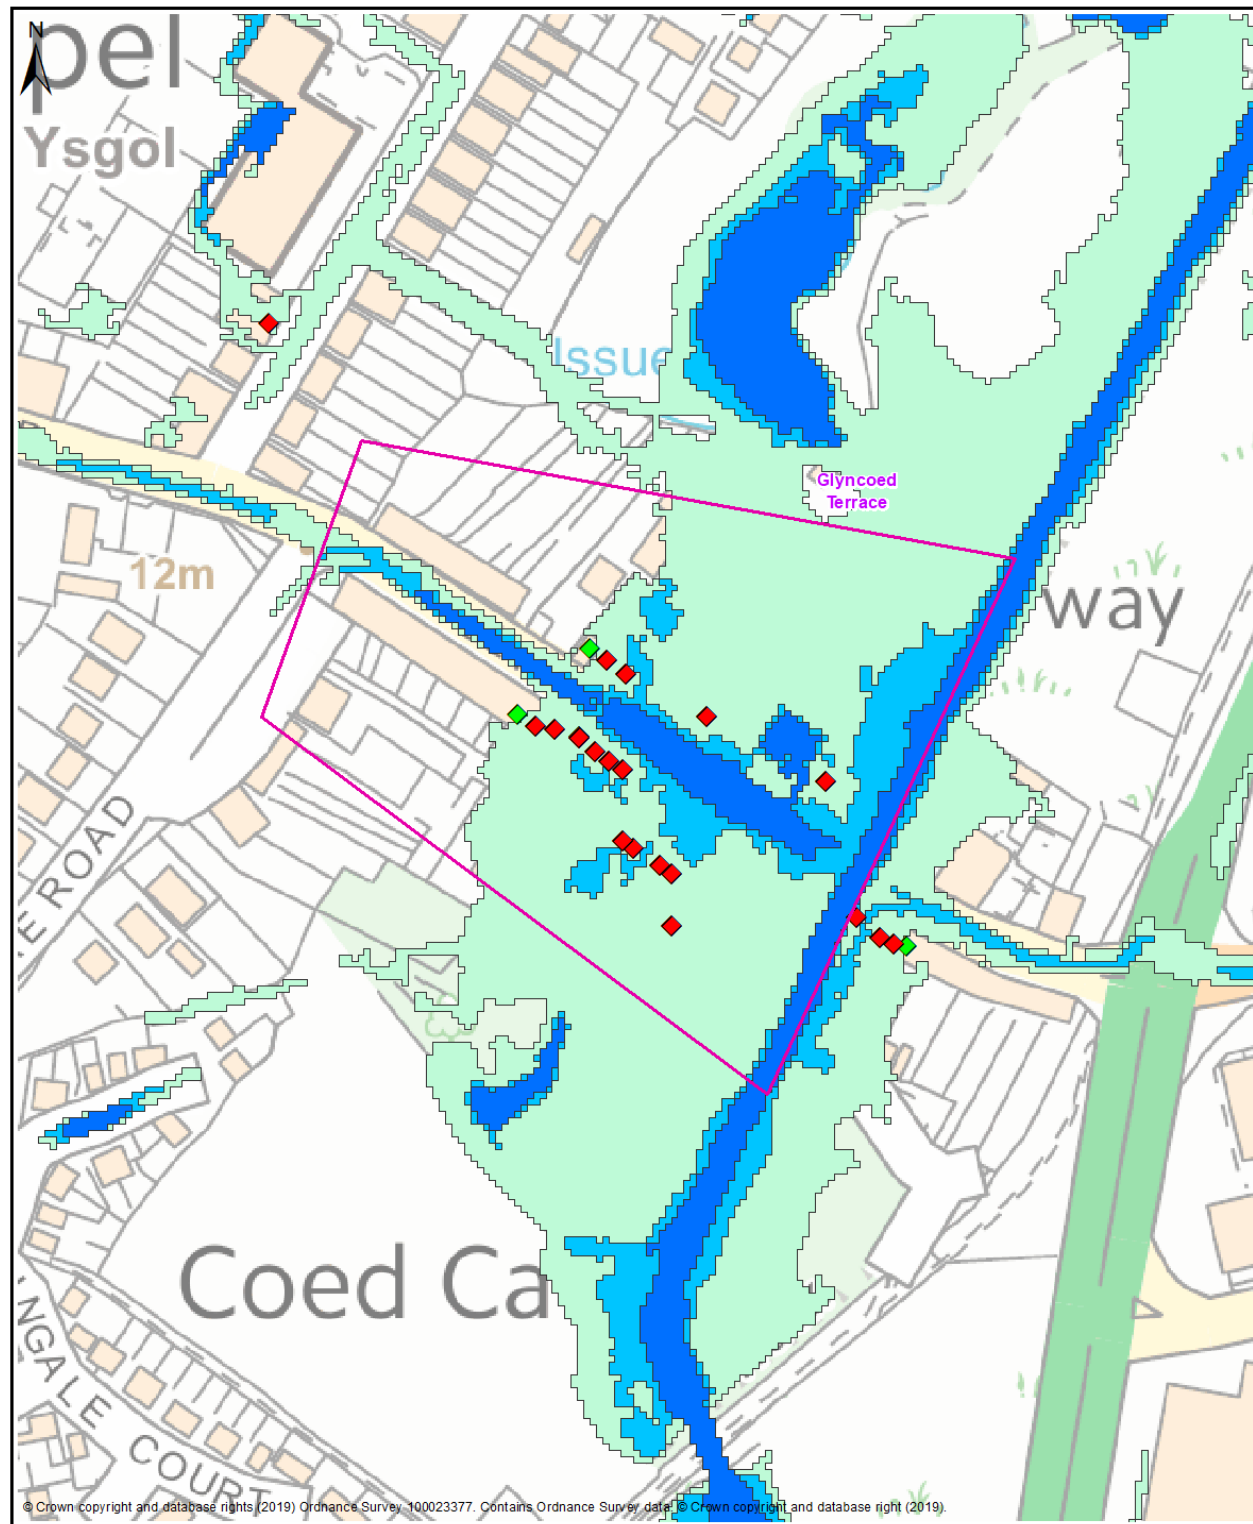 N
pel
Ysgol
Issue
Glyncoed
Terrace
12m
way
E ROAD
Coed Ca
NGALE COURT
© Crown copyright and database rights (2019) Ordnance Survey 100023377. Contains Ordnance Survey data. © Crown copyright and database right (2019).